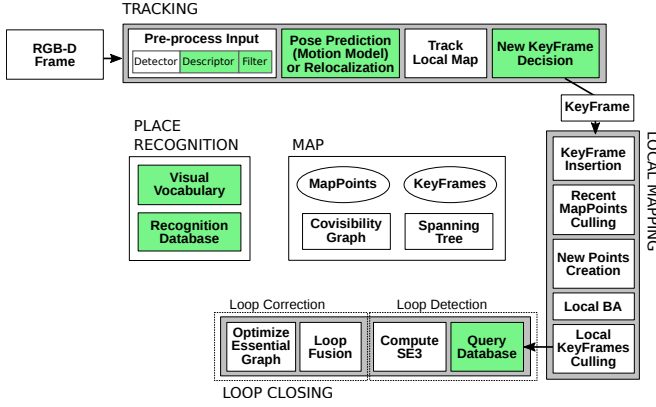 TRACKING
RGB-D
Frame
Pre-process Input
Detector
Descriptor
Filter
Pose Prediction
(Motion Model)
or Relocalization
Track
Local Map
New KeyFrame
Decision
KeyFrame
PLACE
RECOGNITION
Visual
Vocabulary
Recognition
Database
MAP
MapPoints
KeyFrames
Covisibility
Graph
Spanning
Tree
LOCAL MAPPING
KeyFrame
Insertion
Recent
MapPoints
Culling
New Points
Creation
Local BA
Local
KeyFrames
Culling
Loop Correction
Loop Detection
Optimize
Essential
Graph
Loop
Fusion
Compute
SE3
Query
Database
LOOP CLOSING